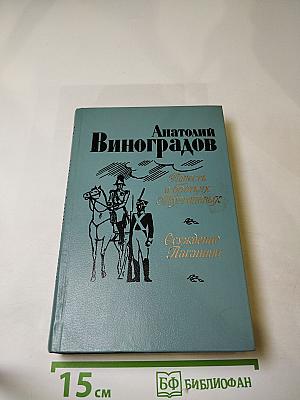 Анатолий
Виноградов
Повесть
о братьях
Тургеневых
Осуждение
Паганини
15 см
БФ БИБЛИОФАН